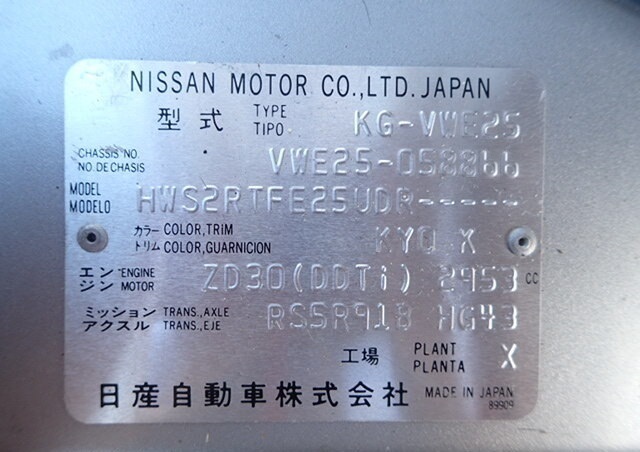 NISSAN MOTOR CO.,LTD. JAPAN
型式 TYPE TIPO KG-VWE25
CHASSIS NO. NO. DE CHASIS VWE25-058866
MODEL MODELO HWS2RTFE25UDR-----
カラー COLOR,TRIM
トリム COLOR,GUARNICION KY0 X
エンジン ENGINE MOTOR ZD30(DDTi) 2953 CC
ミッション TRANS.,AXLE
アクスル TRANS.,EJE RS5R91B HG43
工場 PLANT PLANTA X
日産自動車株式会社 MADE IN JAPAN
89909